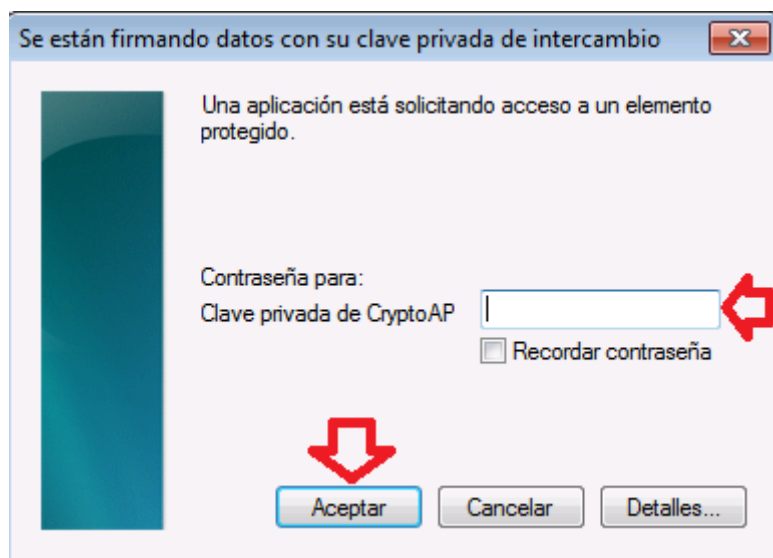 Se están firmando datos con su clave privada de intercambio
Una aplicación está solicitando acceso a un elemento
protegido.
Contraseña para:
Clave privada de CryptoAP
Recordar contraseña
Aceptar
Cancelar
Detalles...